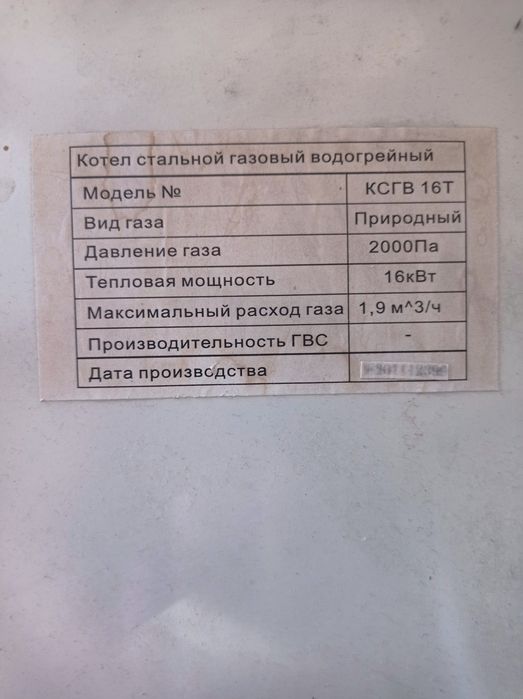 Котел стальной газовый водогрейный
Модель № КСГВ 16Т
Вид газа Природный
Давление газа 2000Па
Тепловая мощность 16кВт
Максимальный расход газа 1,9 м^3/ч
Производительность ГВС -
Дата производства